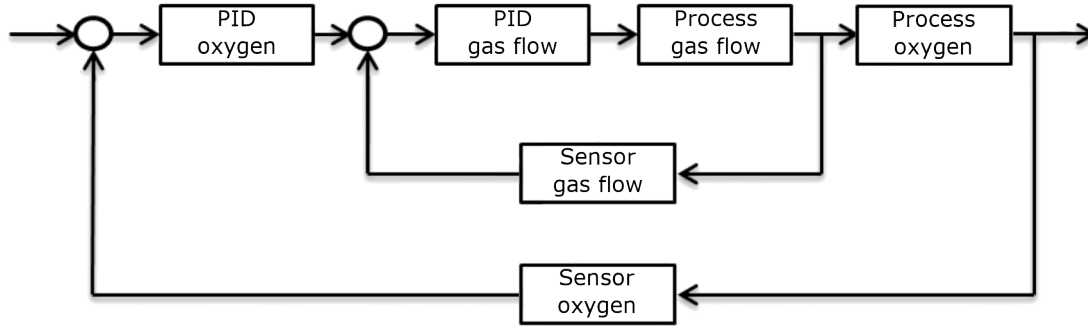 PID
oxygen
PID
gas flow
Process
gas flow
Process
oxygen
Sensor
gas flow
Sensor
oxygen